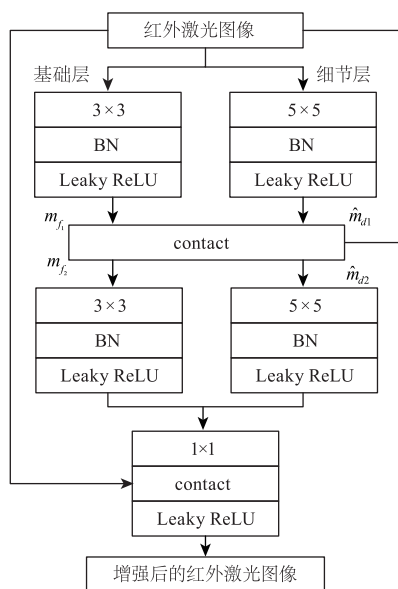 红外激光图像
基础层 细节层
3×3 5×5
BN BN
Leaky ReLU Leaky ReLU
m_{f_1} \hat{m}_{d1}
contact
m_{f_2} \hat{m}_{d2}
3×3 5×5
BN BN
Leaky ReLU Leaky ReLU
1×1
contact
Leaky ReLU
增强后的红外激光图像